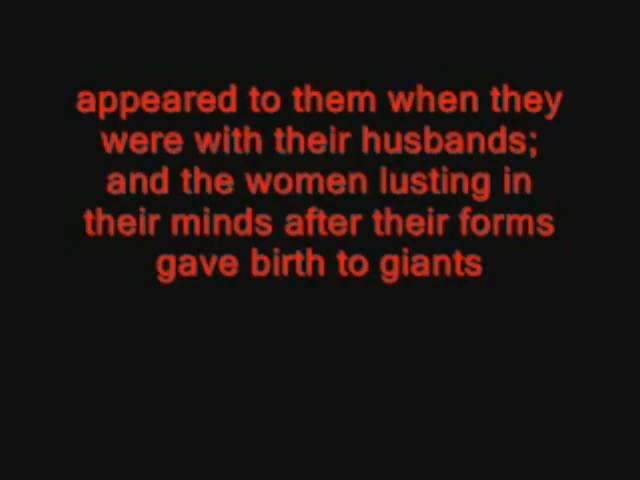 appeared to them when they
were with their husbands;
and the women lusting in
their minds after their forms
gave birth to giants